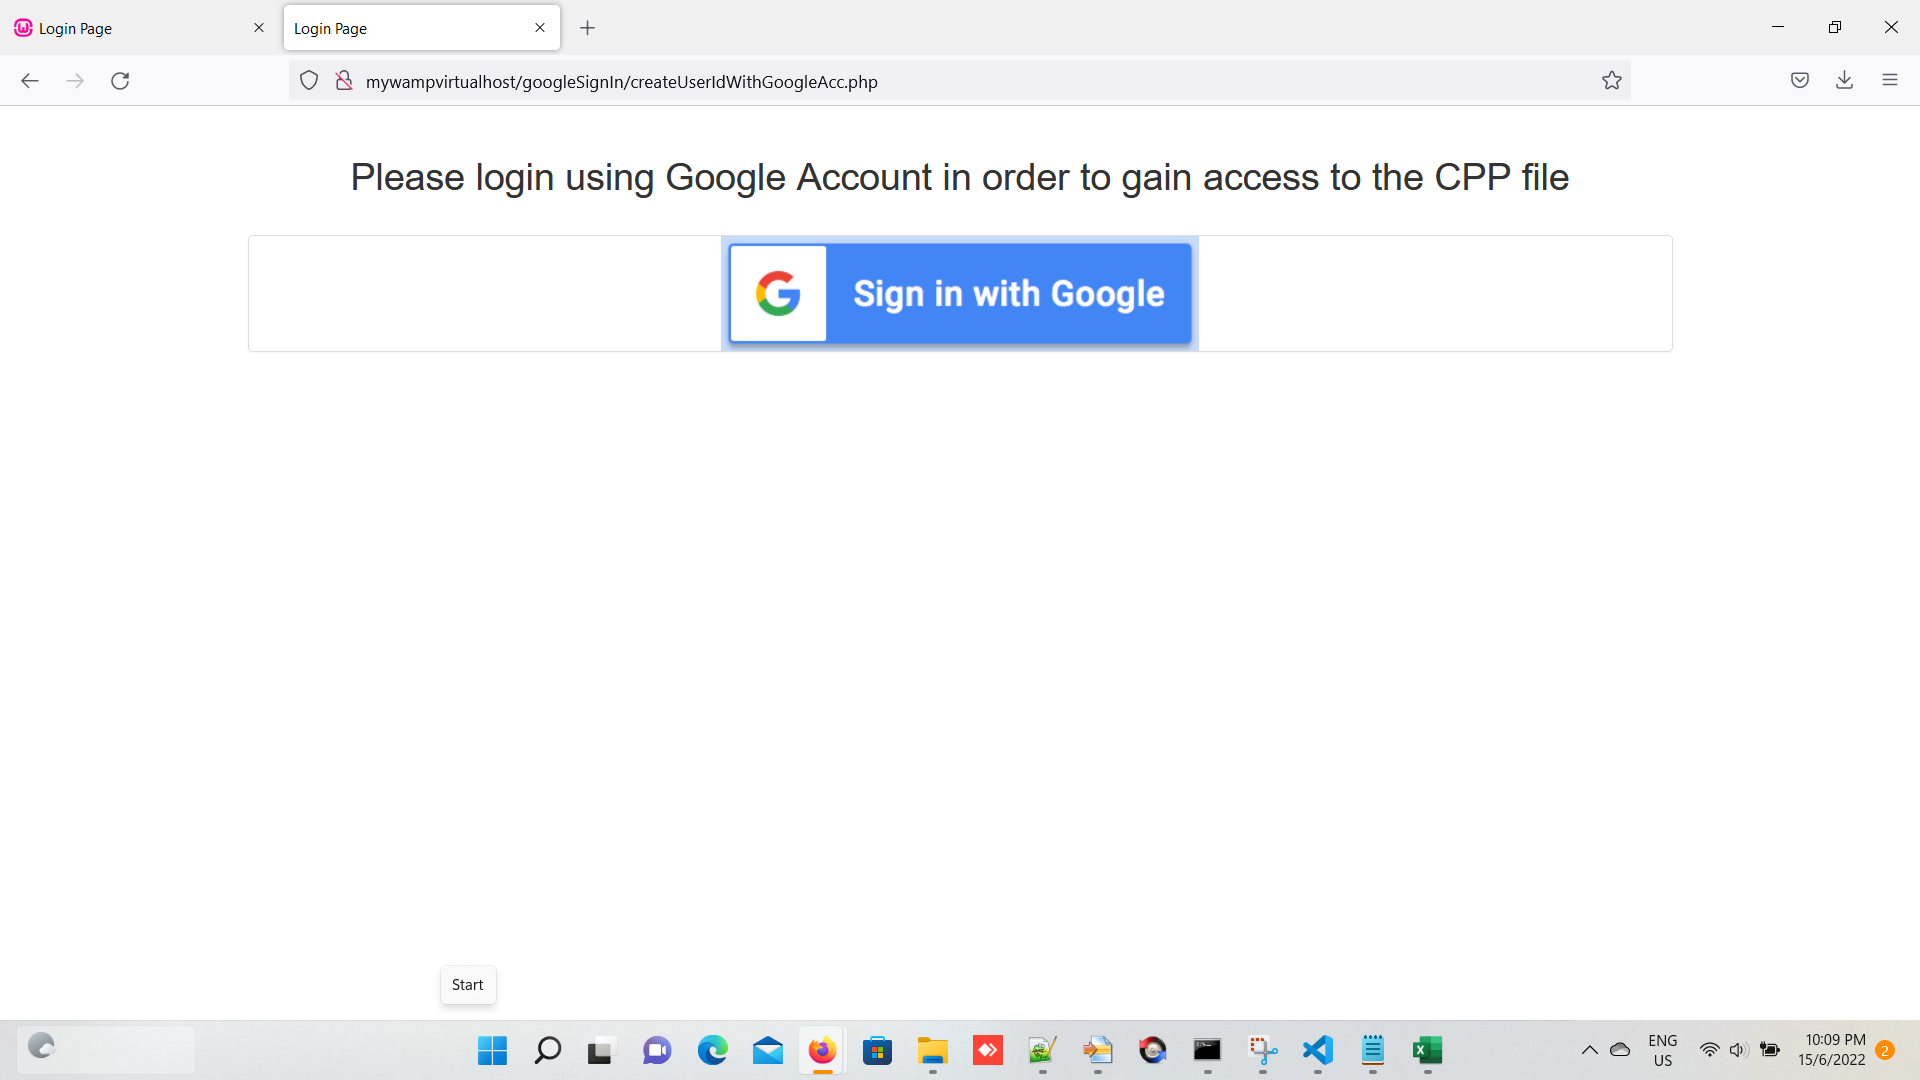 Login Page
Login Page
mywampvirtualhost/googleSignIn/createUserIdWithGoogleAcc.php
Please login using Google Account in order to gain access to the CPP file
Sign in with Google
Start
ENG
US
10:09 PM
15/6/2022
2